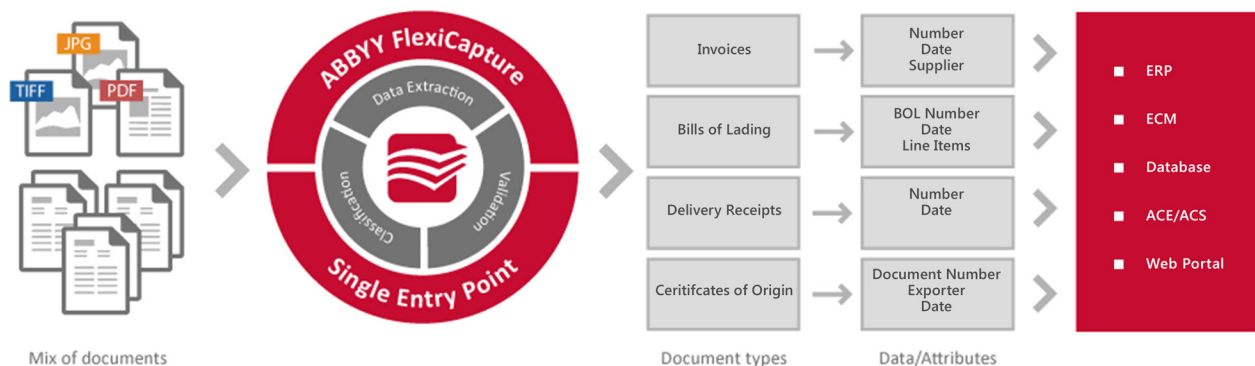 JPG
TIFF
PDF
Mix of documents
ABBYY FlexiCapture
Data Extraction
Classification
Validation
Single Entry Point
Invoices
Number
Date
Supplier
Bills of Lading
BOL Number
Date
Line Items
Delivery Receipts
Number
Date
Ceritifcates of Origin
Document Number
Exporter
Date
Document types
Data/Attributes
ERP
ECM
Database
ACE/ACS
Web Portal